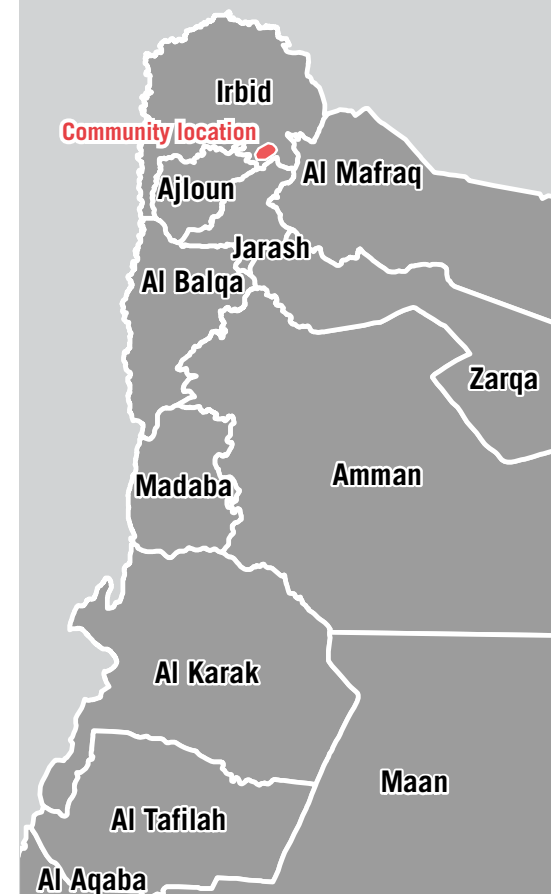 Irbid
Community location
Al Mafraq
Ajloun
Jarash
Al Balqa
Zarqa
Amman
Madaba
Al Karak
Maan
Al Tafilah
Al Aqaba